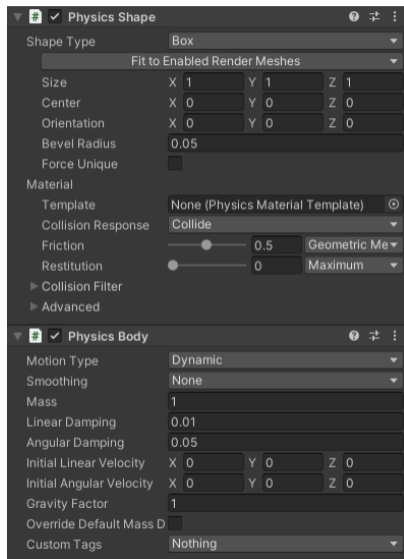 Physics Shape
Shape Type Box
Fit to Enabled Render Meshes
Size X 1 Y 1 Z 1
Center X 0 Y 0 Z 0
Orientation X 0 Y 0 Z 0
Bevel Radius 0.05
Force Unique
Material
Template None (Physics Material Template)
Collision Response Collide
Friction 0.5 Geometric Me
Restitution 0 Maximum
Collision Filter
Advanced
Physics Body
Motion Type Dynamic
Smoothing None
Mass 1
Linear Damping 0.01
Angular Damping 0.05
Initial Linear Velocity X 0 Y 0 Z 0
Initial Angular Velocity X 0 Y 0 Z 0
Gravity Factor 1
Override Default Mass D
Custom Tags Nothing